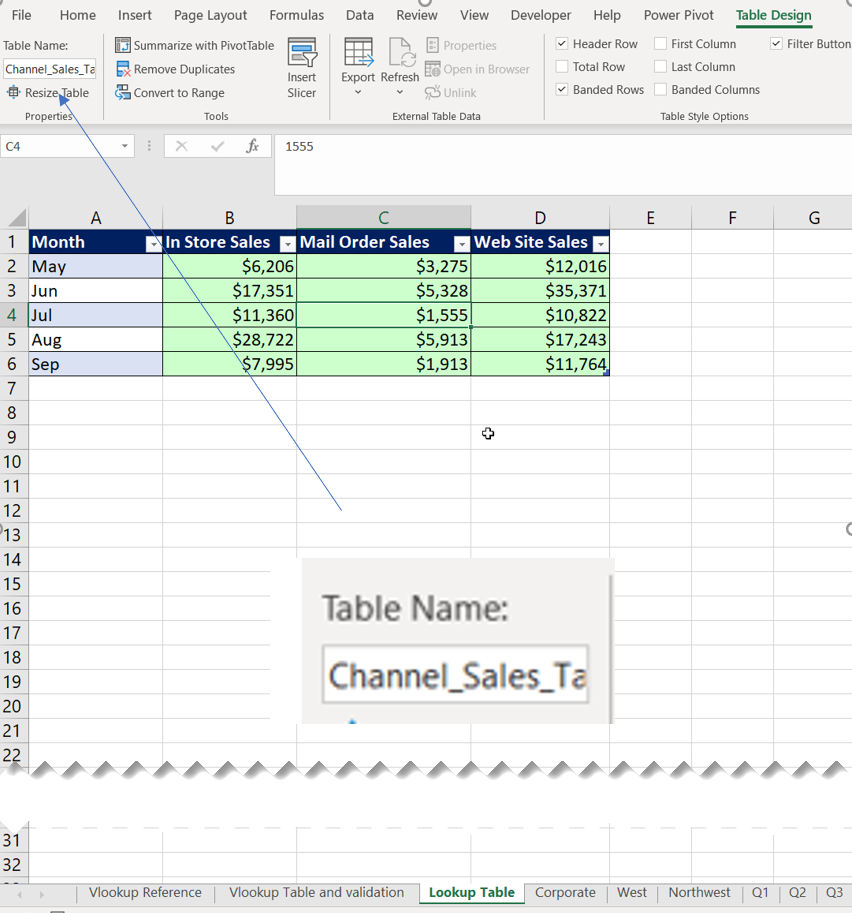 File Home Insert Page Layout Formulas Data Review View Developer Help Power Pivot Table Design
Table Name:
Channel_Sales_Ta
Resize Table
Properties
Summarize with PivotTable
Remove Duplicates
Convert to Range
Tools
Insert
Slicer
Export
Refresh
Properties
Open in Browser
Unlink
External Table Data
Header Row
First Column
Filter Button
Total Row
Last Column
Banded Rows
Banded Columns
Table Style Options
C4 fx 1555
A B C D E F G
1 Month In Store Sales Mail Order Sales Web Site Sales
2 May $6,206 $3,275 $12,016
3 Jun $17,351 $5,328 $35,371
4 Jul $11,360 $1,555 $10,822
5 Aug $28,722 $5,913 $17,243
6 Sep $7,995 $1,913 $11,764
7
8
9
10
11
12
13
14
15
16
17
18
19
20
21
22
Table Name:
Channel_Sales_Ta
31
32
Vlookup Reference Vlookup Table and validation Lookup Table Corporate West Northwest Q1 Q2 Q3